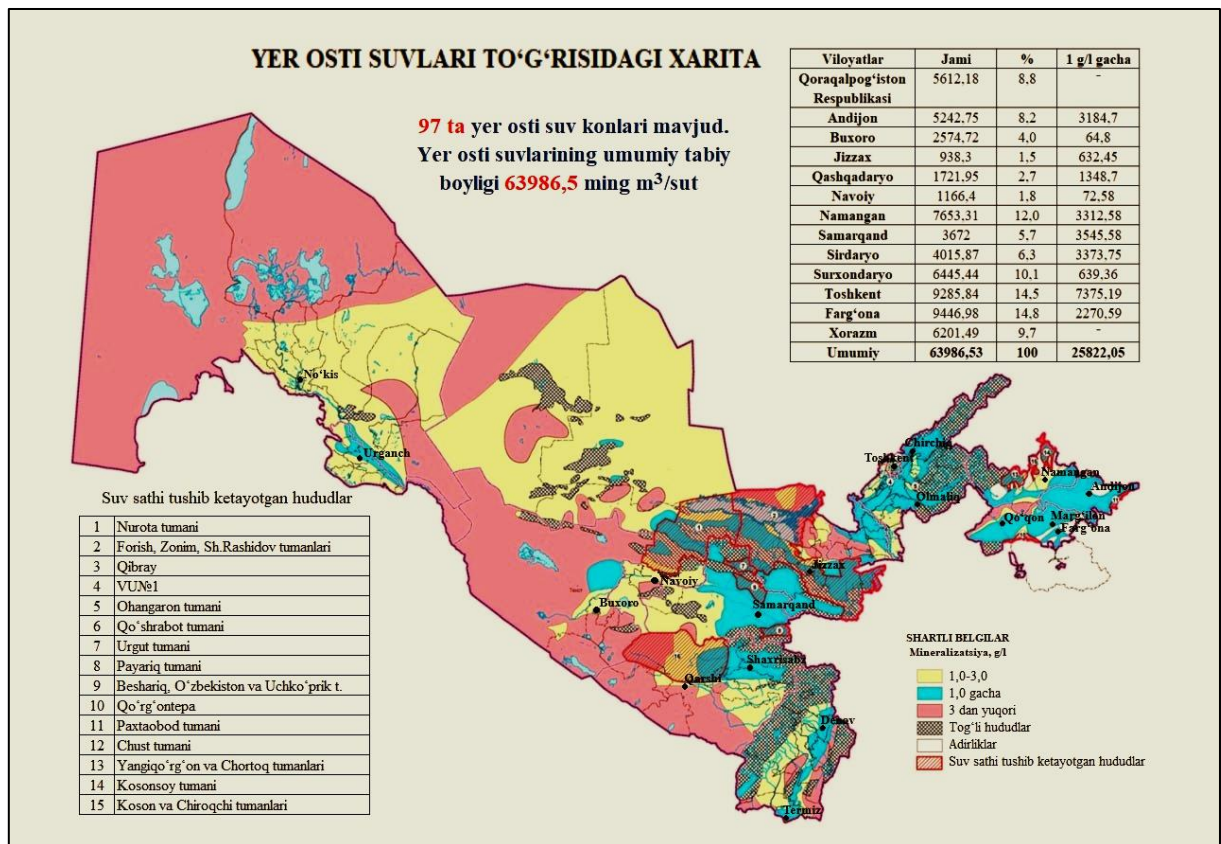 YER OSTI SUVLARI TO‘G‘RISIDAGI XARITA
97 ta yer osti suv konlari mavjud.
Yer osti suvlarining umumiy tabiy
boyligi 63986,5 ming m³/sut
Viloyatlar Jami % 1 g/l gacha
Qoraqalpog‘iston Respublikasi 5612,18 8,8 -
Andijon 5242,75 8,2 3184,7
Buxoro 2574,72 4,0 64,8
Jizzax 938,3 1,5 632,45
Qashqadaryo 1721,95 2,7 1348,7
Navoiy 1166,4 1,8 72,58
Namangan 7653,31 12,0 3312,58
Samarqand 3672 5,7 3545,58
Sirdaryo 4015,87 6,3 3373,75
Surxondaryo 6445,44 10,1 639,36
Toshkent 9285,84 14,5 7375,19
Farg‘ona 9446,98 14,8 2270,59
Xorazm 6201,49 9,7 -
Umumiy 63986,53 100 25822,05
No‘kis
Urganch
Chirchiq
Toshkent
Olmaliq
Namangan
Andijon
Qo‘qon
Marg‘ilon
Farg‘ona
Jizzax
Navoiy
Buxoro
Samarqand
Shaxrisabz
Qarshi
Denov
Termiz
Suv sathi tushib ketayotgan hududlar
1 Nurota tumani
2 Forish, Zonim, Sh.Rashidov tumanlari
3 Qibray
4 VU№1
5 Ohangaron tumani
6 Qo‘shrabot tumani
7 Urgut tumani
8 Payariq tumani
9 Beshariq, O‘zbekiston va Uchko‘prik t.
10 Qo‘rg‘ontepa
11 Paxtaobod tumani
12 Chust tumani
13 Yangiqo‘rg‘on va Chortoq tumanlari
14 Kosonsoy tumani
15 Koson va Chiroqchi tumanlari
SHARTLI BELGILAR
Mineralizatsiya, g/l
1,0-3,0
1,0 gacha
3 dan yuqori
Tog‘li hududlar
Adirliklar
Suv sathi tushib ketayotgan hududlar